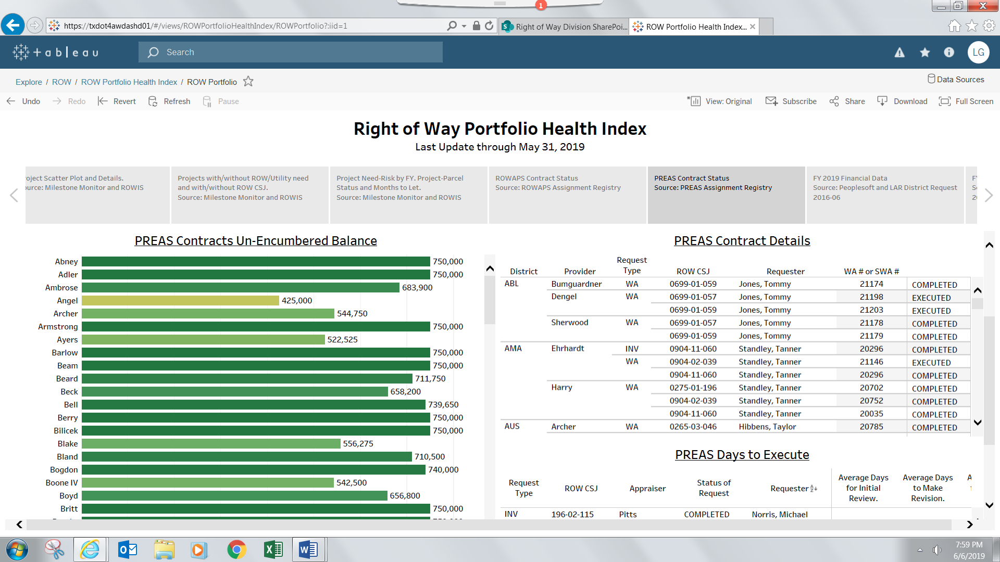 1
https://txdot4awdashd01/#/views/ROWPortfolioHealthIndex/ROWPortfolio?:iid=1
Right of Way Division SharePoi...
ROW Portfolio Health Index...
+ a b l e a u
Search
LG
Explore / ROW / ROW Portfolio Health Index / ROW Portfolio
Data Sources
Undo Redo Revert Refresh Pause
View: Original Subscribe Share Download Full Screen
Right of Way Portfolio Health Index
Last Update through May 31, 2019
oject Scatter Plot and Details.
urce: Milestone Monitor and ROWIS
Projects with/without ROW/Utility need
and with/without ROW CSJ.
Source: Milestone Monitor and ROWIS
Project Need-Risk by FY. Project-Parcel
Status and Months to Let.
Source: Milestone Monitor and ROWIS
ROWAPS Contract Status
Source: ROWAPS Assignment Registry
PREAS Contract Status
Source: PREAS Assignment Registry
FY 2019 Financial Data
Source: Peoplesoft and LAR District Request
2016-06
PREAS Contracts Un-Encumbered Balance
Abney 750,000
Adler 750,000
Ambrose 683,900
Angel 425,000
Archer 544,750
Armstrong 750,000
Ayers 522,525
Barlow 750,000
Beam 750,000
Beard 711,750
Beck 658,200
Bell 739,650
Berry 750,000
Bilicek 750,000
Blake 556,275
Bland 710,500
Bogdon 740,000
Boone IV 542,500
Boyd 656,800
Britt 750,000
PREAS Contract Details
District Provider Request Type ROW CSJ Requester WA # or SWA #
ABL Bumguardner WA 0699-01-059 Jones, Tommy 21174 COMPLETED
Dengel WA 0699-01-057 Jones, Tommy 21198 EXECUTED
0699-01-059 Jones, Tommy 21203 EXECUTED
Sherwood WA 0699-01-057 Jones, Tommy 21178 COMPLETED
0699-01-059 Jones, Tommy 21179 COMPLETED
AMA Ehrhardt INV 0904-11-060 Standley, Tanner 20296 COMPLETED
WA 0904-02-039 Standley, Tanner 21146 EXECUTED
0904-11-060 Standley, Tanner 20296 COMPLETED
Harry WA 0275-01-196 Standley, Tanner 20702 COMPLETED
0904-02-039 Standley, Tanner 20752 COMPLETED
0904-11-060 Standley, Tanner 20035 COMPLETED
AUS Archer WA 0265-03-046 Hibbens, Taylor 20785 COMPLETED
PREAS Days to Execute
Request Type ROW CSJ Appraiser Status of Request Requester Average Days for Initial Review. Average Days to Make Revision.
INV 196-02-115 Pitts COMPLETED Norris, Michael
7:59 PM
6/6/2019